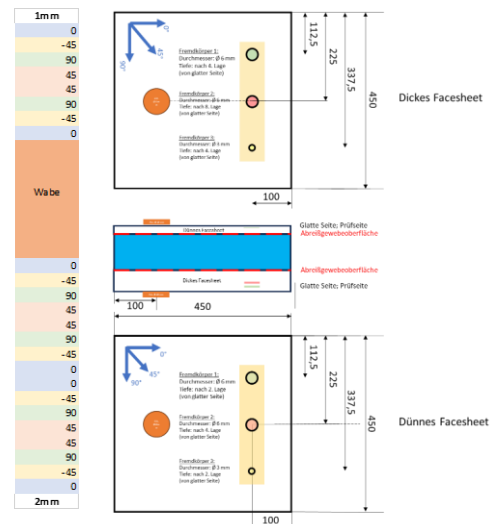 1mm
0
-45
90
45
45
90
-45
0
Wabe
0
-45
90
45
45
90
-45
0
0
-45
90
45
45
90
-45
0
2mm
0°
45°
90°
Fremdkörper 1:
Durchmesser: Ø 6 mm
Tiefe: nach 4. Lage
(von glatter Seite)
Fremdkörper 2:
Durchmesser: Ø 6 mm
Tiefe: nach 8. Lage
(von glatter Seite)
Fremdkörper 3:
Durchmesser: Ø 3 mm
Tiefe: nach 4. Lage
(von glatter Seite)
112,5
225
337,5
450
100
Dickes Facesheet
Dünnes Facesheet
Glatte Seite; Prüfseite
Abreißgewebeoberfläche
Abreißgewebeoberfläche
Dickes Facesheet
Glatte Seite; Prüfseite
100
450
0°
45°
90°
Fremdkörper 1:
Durchmesser: Ø 6 mm
Tiefe: nach 2. Lage
(von glatter Seite)
Fremdkörper 2:
Durchmesser: Ø 6 mm
Tiefe: nach 4. Lage
(von glatter Seite)
Fremdkörper 3:
Durchmesser: Ø 3 mm
Tiefe: nach 2. Lage
(von glatter Seite)
112,5
225
337,5
450
100
Dünnes Facesheet